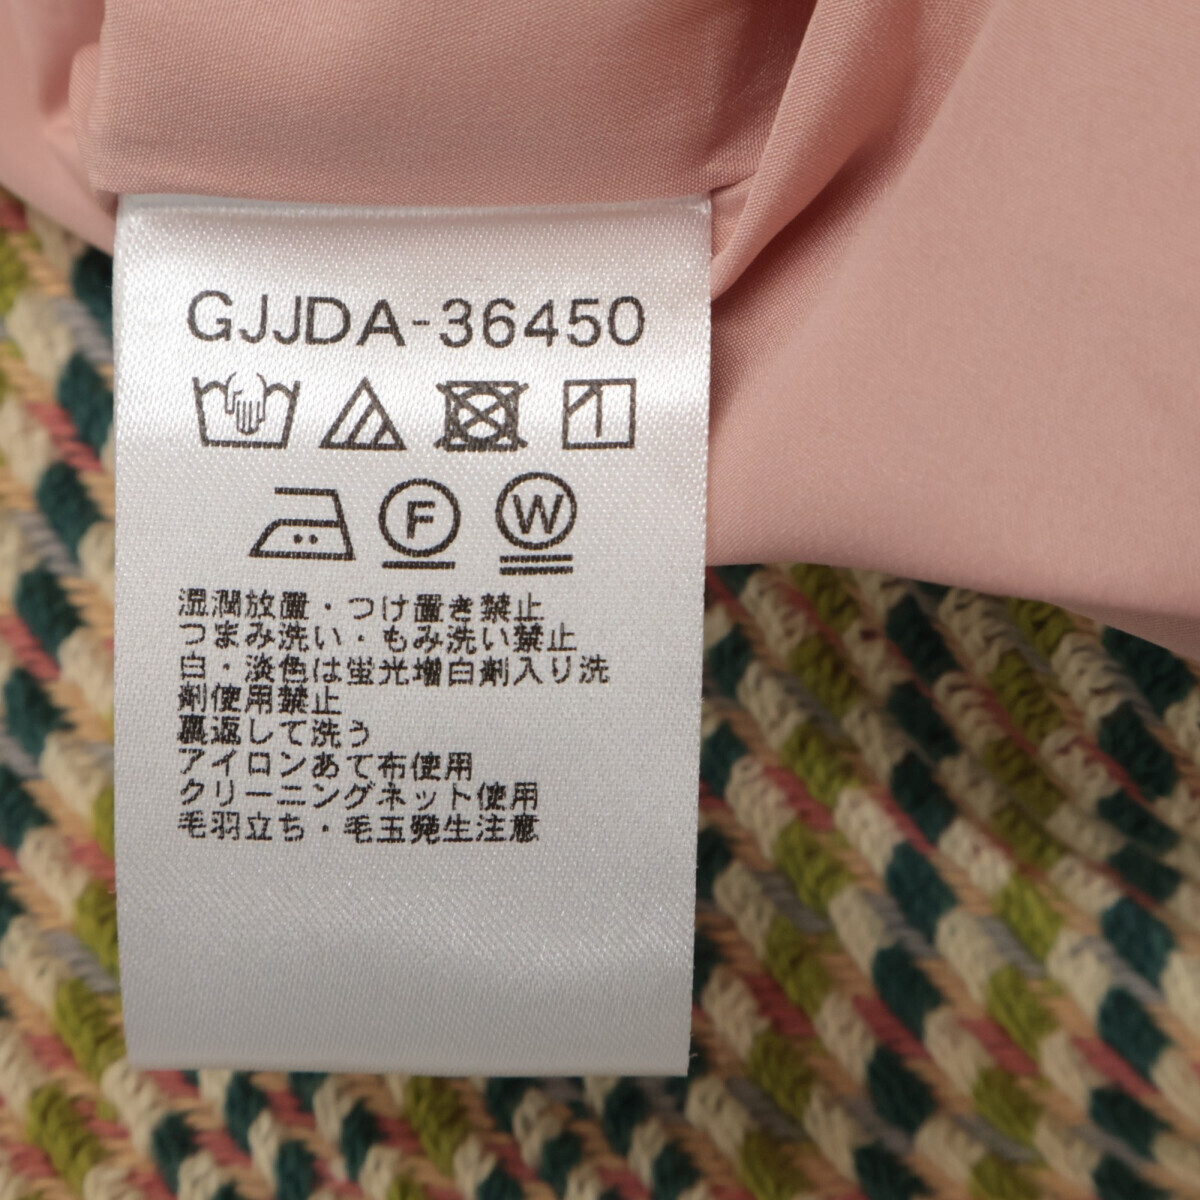 GJJDA-36450
F W
湿潤放置・つけ置き禁止
つまみ洗い・もみ洗い禁止
白・淡色は蛍光増白剤入り洗
剤使用禁止
裏返して洗う
アイロンあて布使用
クリーニングネット使用
毛羽立ち・毛玉発生注意